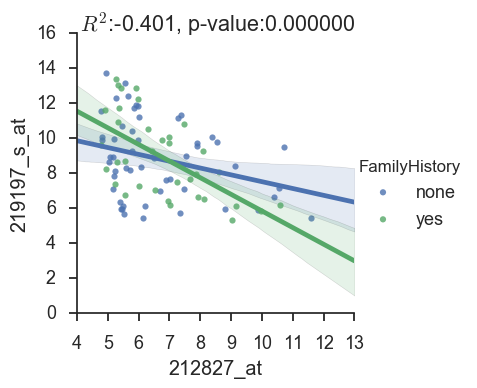 R²:-0.401, p-value:0.000000
16
14
12
10
8
6
4
2
0
219197_s_at
4 5 6 7 8 9 10 11 12 13
212827_at
FamilyHistory
none
yes